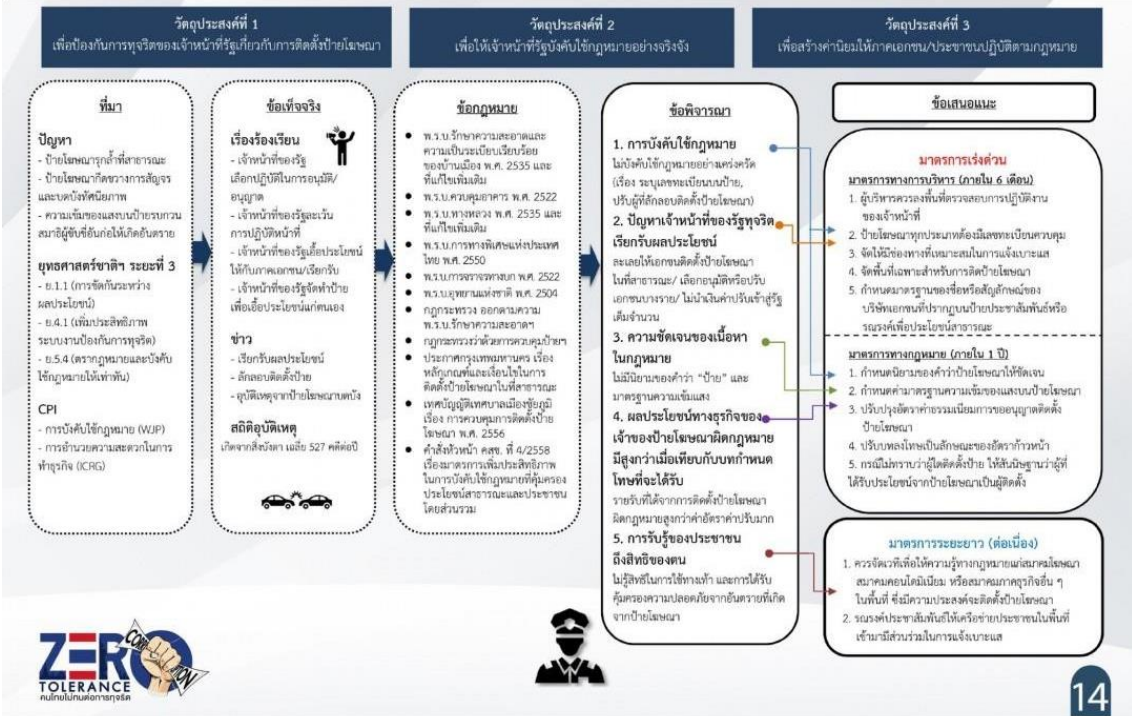 วัตถุประสงค์ที่ 1
เพื่อป้องกันการทุจริตของเจ้าหน้าที่รัฐเกี่ยวกับการติดตั้งป้ายโฆษณา
วัตถุประสงค์ที่ 2
เพื่อให้เจ้าหน้าที่รัฐบังคับใช้กฎหมายอย่างจริงจัง
วัตถุประสงค์ที่ 3
เพื่อสร้างค่านิยมให้ภาคเอกชน/ประชาชนปฏิบัติตามกฎหมาย
ที่มา
ปัญหา
- ป้ายโฆษณารุกล้ำที่สาธารณะ
- ป้ายโฆษณากีดขวางการสัญจร
และบดบังทัศนียภาพ
- ความเข้มของแสงบนป้ายรบกวน
สมาธิผู้ขับขี่อันก่อให้เกิดอันตราย
ยุทธศาสตร์ชาติฯ ระยะที่ 3
- ย.1.1 (การขัดกันระหว่าง
ผลประโยชน์)
- ย.4.1 (เพิ่มประสิทธิภาพ
ระบบงานป้องกันการทุจริต)
- ย.5.4 (ตรากฎหมายและบังคับ
ใช้กฎหมายให้เท่าทัน)
CPI
- การบังคับใช้กฎหมาย (WJP)
- การอำนวยความสะดวกในการ
ทำธุรกิจ (ICRG)
ข้อเท็จจริง
เรื่องร้องเรียน
- เจ้าหน้าที่ของรัฐ
เลือกปฏิบัติในการอนุมัติ/
อนุญาต
- เจ้าหน้าที่ของรัฐละเว้น
การปฏิบัติหน้าที่
- เจ้าหน้าที่ของรัฐเอื้อประโยชน์
ให้กับภาคเอกชน/เรียกรับ
- เจ้าหน้าที่ของรัฐจัดทำป้าย
เพื่อเอื้อประโยชน์แก่ตนเอง
ข่าว
- เรียกรับผลประโยชน์
- ลักลอบติดตั้งป้าย
- อุบัติเหตุจากป้ายโฆษณาบดบัง
สถิติอุบัติเหตุ
เกิดจากสิ่งบังตา เฉลี่ย 527 คดีต่อปี
ข้อกฎหมาย
● พ.ร.บ.รักษาความสะอาดและ
ความเป็นระเบียบเรียบร้อย
ของบ้านเมือง พ.ศ. 2535 และ
ที่แก้ไขเพิ่มเติม
● พ.ร.บ.ควบคุมอาคาร พ.ศ. 2522
● พ.ร.บ.ทางหลวง พ.ศ. 2535 และที่
แก้ไขเพิ่มเติม
● พ.ร.บ.การทางพิเศษแห่งประเทศ
ไทย พ.ศ. 2550
● พ.ร.บ.การจราจรทางบก พ.ศ. 2522
● พ.ร.บ.อุทยานแห่งชาติ พ.ศ. 2504
● กฎกระทรวง ออกตามความ
พ.ร.บ.รักษาความสะอาดฯ
● กฎกระทรวงว่าด้วยการควบคุมป้ายฯ
● ประกาศกรุงเทพมหานคร เรื่อง
หลักเกณฑ์และเงื่อนไขในการ
ติดตั้งป้ายโฆษณาในที่สาธารณะ
● เทศบัญญัติเทศบาลเมืองชัยภูมิ
เรื่อง การควบคุมการติดตั้งป้าย
โฆษณา พ.ศ. 2556
● คำสั่งหัวหน้า คสช. ที่ 4/2558
เรื่องมาตรการเพิ่มประสิทธิภาพ
ในการบังคับใช้กฎหมายที่คุ้มครอง
ประโยชน์สาธารณะและประชาชน
โดยส่วนรวม
ข้อพิจารณา
1. การบังคับใช้กฎหมาย
ไม่บังคับใช้กฎหมายอย่างเคร่งครัด
(เรื่อง ระบุเลขทะเบียนบนป้าย,
ปรับผู้ที่ลักลอบติดตั้งป้ายโฆษณา)
2. ปัญหาเจ้าหน้าที่ของรัฐทุจริต
เรียกรับผลประโยชน์
ละเลยให้เอกชนติดตั้งป้ายโฆษณา
ในที่สาธารณะ/ เลือกอนุมัติหรือปรับ
เอกชนบางราย/ ไม่นำเงินค่าปรับเข้าสู่รัฐ
เต็มจำนวน
3. ความชัดเจนของเนื้อหา
ในกฎหมาย
ไม่มีนิยามของคำว่า “ป้าย” และ
มาตรฐานความเข้มแสง
4. ผลประโยชน์ทางธุรกิจของ
เจ้าของป้ายโฆษณาผิดกฎหมาย
มีสูงกว่าเมื่อเทียบกับบทกำหนด
โทษที่จะได้รับ
รายรับที่ได้จากการติดตั้งป้ายโฆษณา
ผิดกฎหมายสูงกว่าค่าอัตราค่าปรับมาก
5. การรับรู้ของประชาชน
ถึงสิทธิของตน
ไม่รู้สิทธิในการใช้ทางเท้า และการได้รับ
คุ้มครองความปลอดภัยจากอันตรายที่เกิด
จากป้ายโฆษณา
ข้อเสนอแนะ
มาตรการเร่งด่วน
มาตรการทางการบริหาร (ภายใน 6 เดือน)
1. ผู้บริหารควรลงพื้นที่ตรวจสอบการปฏิบัติงาน
ของเจ้าหน้าที่
2. ป้ายโฆษณาทุกประเภทต้องมีเลขทะเบียนควบคุม
3. จัดให้มีช่องทางที่เหมาะสมในการแจ้งเบาะแส
4. จัดพื้นที่เฉพาะสำหรับการติดป้ายโฆษณา
5. กำหนดมาตรฐานของชื่อหรือสัญลักษณ์ของ
บริษัทเอกชนที่ปรากฏบนป้ายประชาสัมพันธ์หรือ
รณรงค์เพื่อประโยชน์สาธารณะ
มาตรการทางกฎหมาย (ภายใน 1 ปี)
1. กำหนดนิยามของคำว่าป้ายโฆษณาให้ชัดเจน
2. กำหนดค่ามาตรฐานความเข้มของแสงบนป้ายโฆษณา
3. ปรับปรุงอัตราค่าธรรมเนียมการขออนุญาตติดตั้ง
ป้ายโฆษณา
4. ปรับบทลงโทษเป็นลักษณะของอัตราก้าวหน้า
5. กรณีไม่ทราบว่าผู้ใดติดตั้งป้าย ให้สันนิษฐานว่าผู้ที่
ได้รับประโยชน์จากป้ายโฆษณาเป็นผู้ติดตั้ง
มาตรการระยะยาว (ต่อเนื่อง)
1. ควรจัดเวทีเพื่อให้ความรู้ทางกฎหมายแก่สมาคมโฆษณา
สมาคมคอนโดมิเนียม หรือสมาคมภาคธุรกิจอื่น ๆ
ในพื้นที่ ซึ่งมีความประสงค์จะติดตั้งป้ายโฆษณา
2. รณรงค์ประชาสัมพันธ์ให้เครือข่ายประชาชนในพื้นที่
เข้ามามีส่วนร่วมในการแจ้งเบาะแส
ZERO
CORRUPTION
TOLERANCE
คนไทยไม่ทนต่อการทุจริต
14